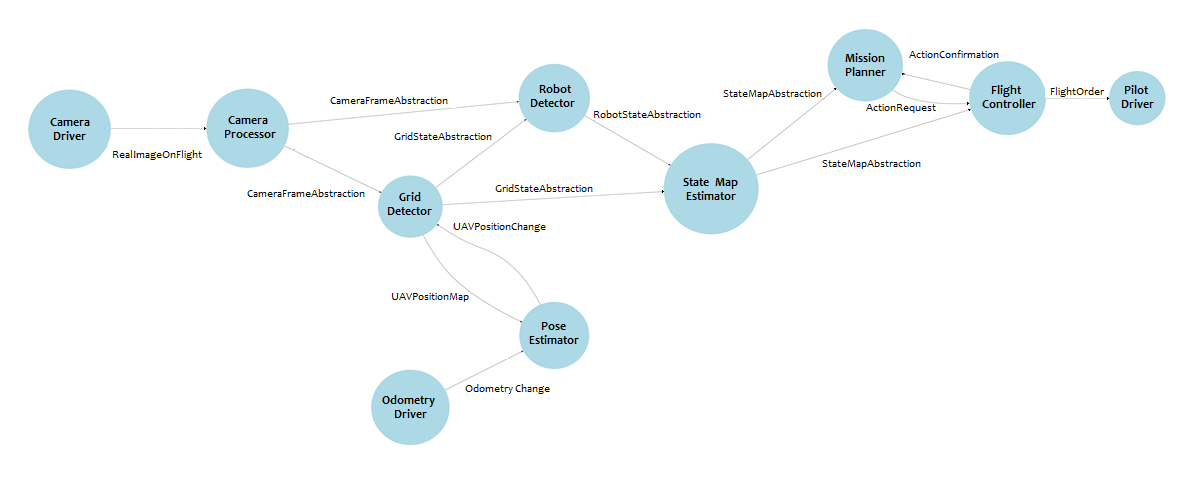 Camera
Driver
RealImageOnFlight
Camera
Processor
CameraFrameAbstraction
CameraFrameAbstraction
Robot
Detector
GridStateAbstraction
Grid
Detector
GridStateAbstraction
RobotStateAbstraction
UAVPositionChange
UAVPositionMap
Pose
Estimator
Odometry Change
Odometry
Driver
State Map
Estimator
StateMapAbstraction
StateMapAbstraction
Mission
Planner
ActionConfirmation
ActionRequest
Flight
Controller
FlightOrder
Pilot
Driver